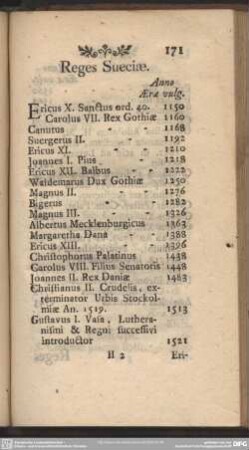 171
Reges Sueciæ.
Anno
Æræ vulg.
Ericus X. Sanctus ord. 40. 1150
Carolus VII. Rex Gothiæ 1160
Canutus - - 1168
Suergerus II. - - 1192
Ericus XI. - - 1210
Joannes I. Pius - - 1218
Ericus XII. Balbus - - 1222
Waldemarus Dux Gothiæ 1250
Magnus II. - - 1276
Bigerus - - 1282
Magnus III. - - 1326
Albertus Mecklenburgicus 1363
Margaretha Dana - - 1388
Ericus XIII. - - 1396
Christophorus Palatinus 1438
Carolus VIII. Filius Senatoris 1448
Joannes II. Rex Daniæ 1483
Christianus II. Crudelis, ex-
terminator Urbis Stockol-
miæ An. 1519. - 1513
Gustavus I. Vasa, Luthera-
nismi & Regni successivi
introductor 1521
II 2 Eri-